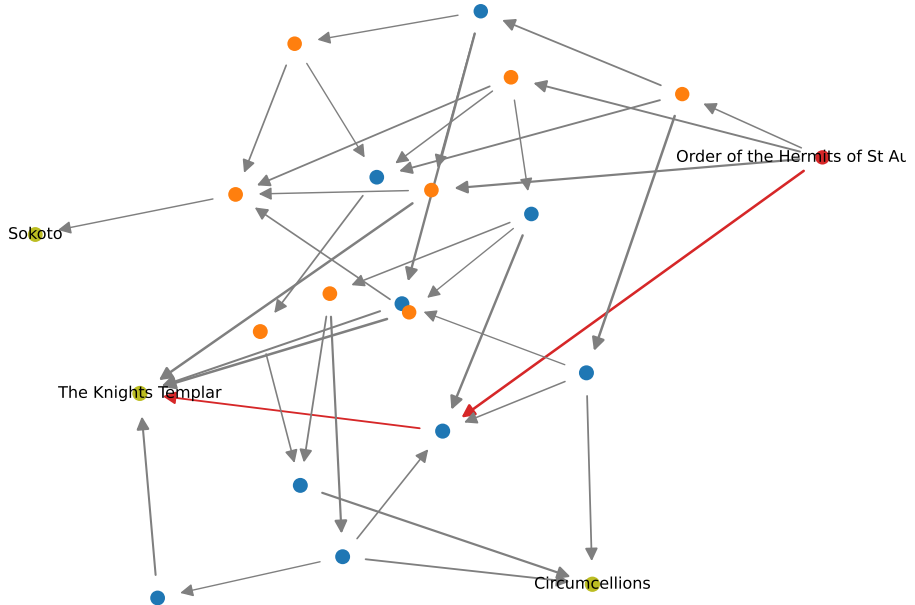 Order of the Hermits of St Au
Sokoto
The Knights Templar
Circumcellions